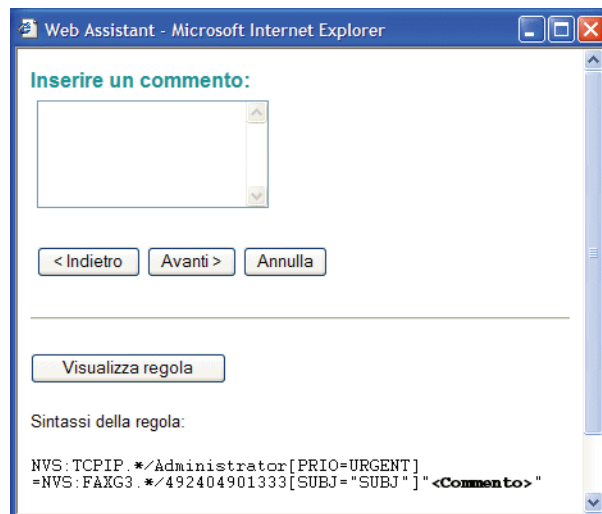 Web Assistant - Microsoft Internet Explorer
Inserire un commento:
< Indietro
Avanti >
Annulla
Visualizza regola
Sintassi della regola:
NVS:TCPIP.*/Administrator[PRIO=URGENT]
=NVS:FAXG3.*/492404901333[SUBJ="SUBJ"]"<Commento>"